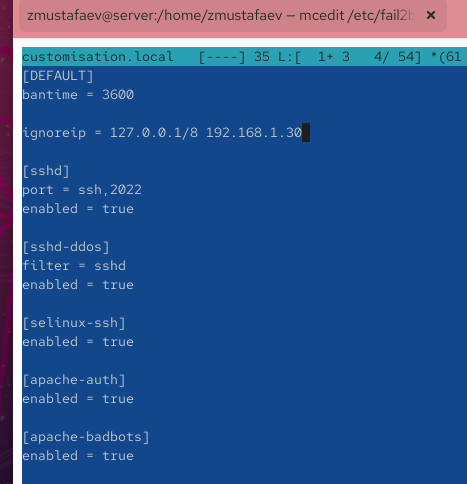 zmustafaev@server:/home/zmustafaev — mcedit /etc/fail2b ×
customisation.local [----] 35 L:[ 1+ 3 4/ 54] *(61
[DEFAULT]
bantime = 3600
ignoreip = 127.0.0.1/8 192.168.1.30
[sshd]
port = ssh,2022
enabled = true
[sshd-ddos]
filter = sshd
enabled = true
[selinux-ssh]
enabled = true
[apache-auth]
enabled = true
[apache-badbots]
enabled = true